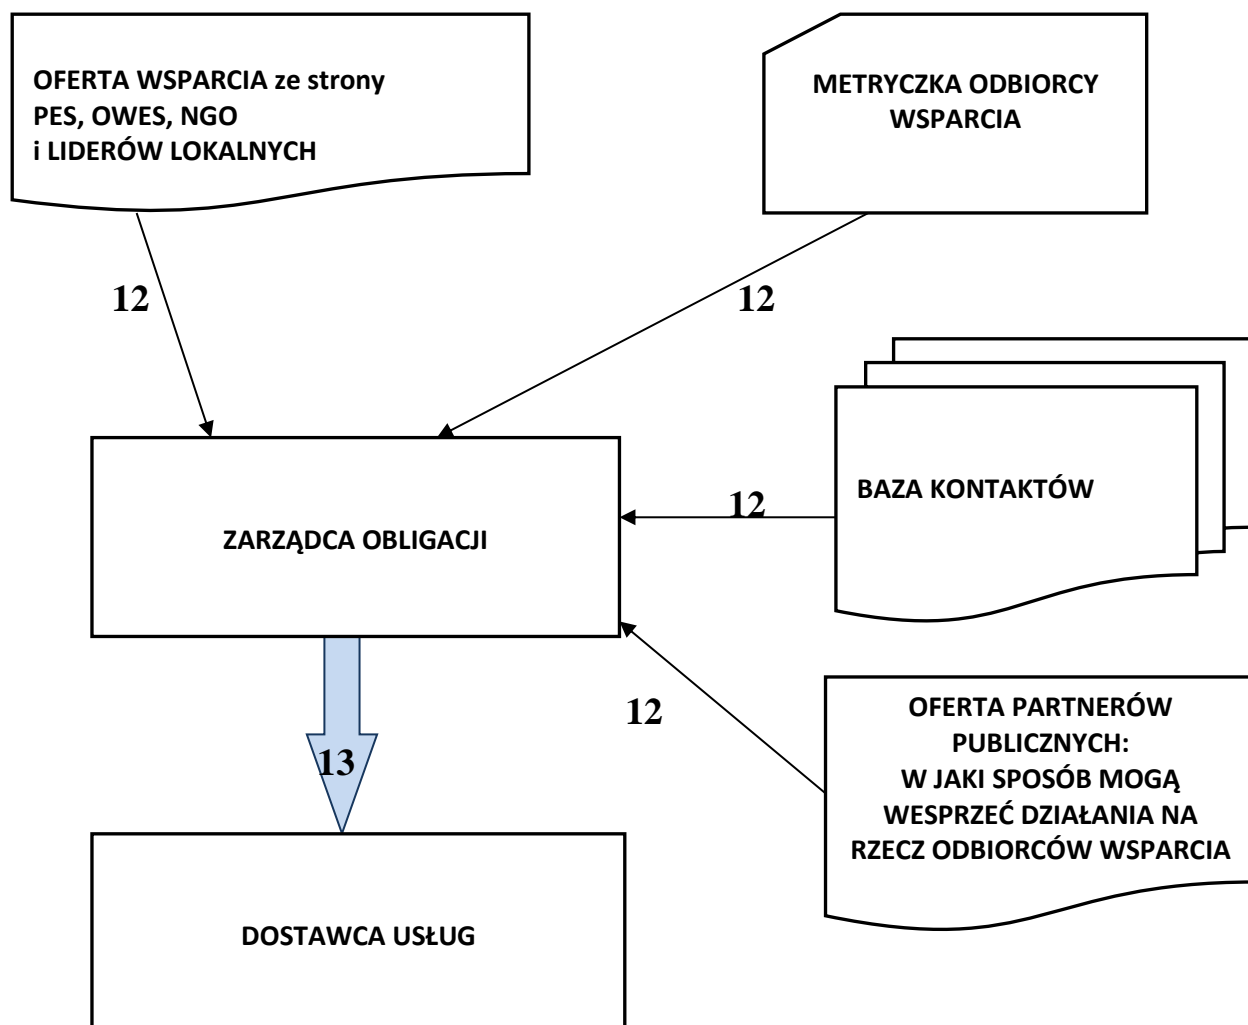 OFERTA WSPARCIA ze strony
PES, OWES, NGO
i LIDERÓW LOKALNYCH
METRYCZKA ODBIORCY
WSPARCIA
12
12
BAZA KONTAKTÓW
12
ZARZĄDCA OBLIGACJI
12
OFERTA PARTNERÓW
PUBLICZNYCH:
W JAKI SPOSÓB MOGĄ
WESPRZEĆ DZIAŁANIA NA
RZECZ ODBIORCÓW WSPARCIA
13
DOSTAWCA USŁUG